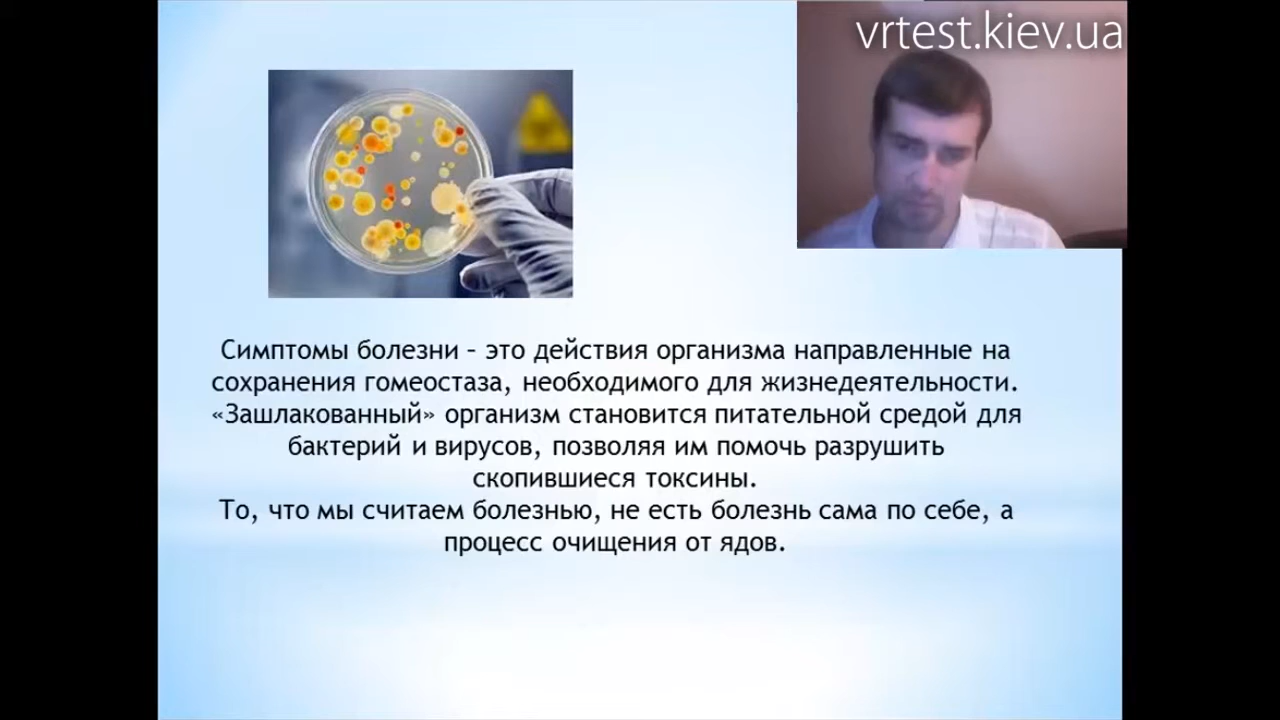 vrtest.kiev.ua
Симптомы болезни – это действия организма направленные на
сохранения гомеостаза, необходимого для жизнедеятельности.
«Зашлакованный» организм становится питательной средой для
бактерий и вирусов, позволяя им помочь разрушить
скопившиеся токсины.
То, что мы считаем болезнью, не есть болезнь сама по себе, а
процесс очищения от ядов.